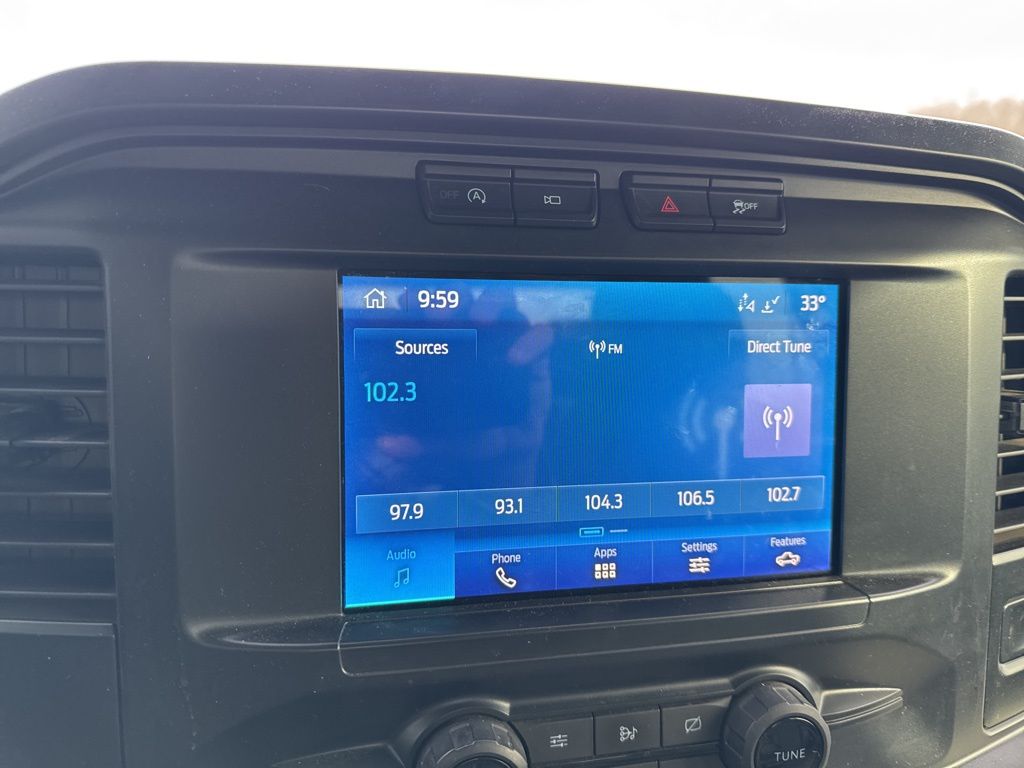 OFF A OFF
9:59 33°
Sources FM Direct Tune
102.3
97.9 93.1 104.3 106.5 102.7
Audio Phone Apps Settings Features
TUNE